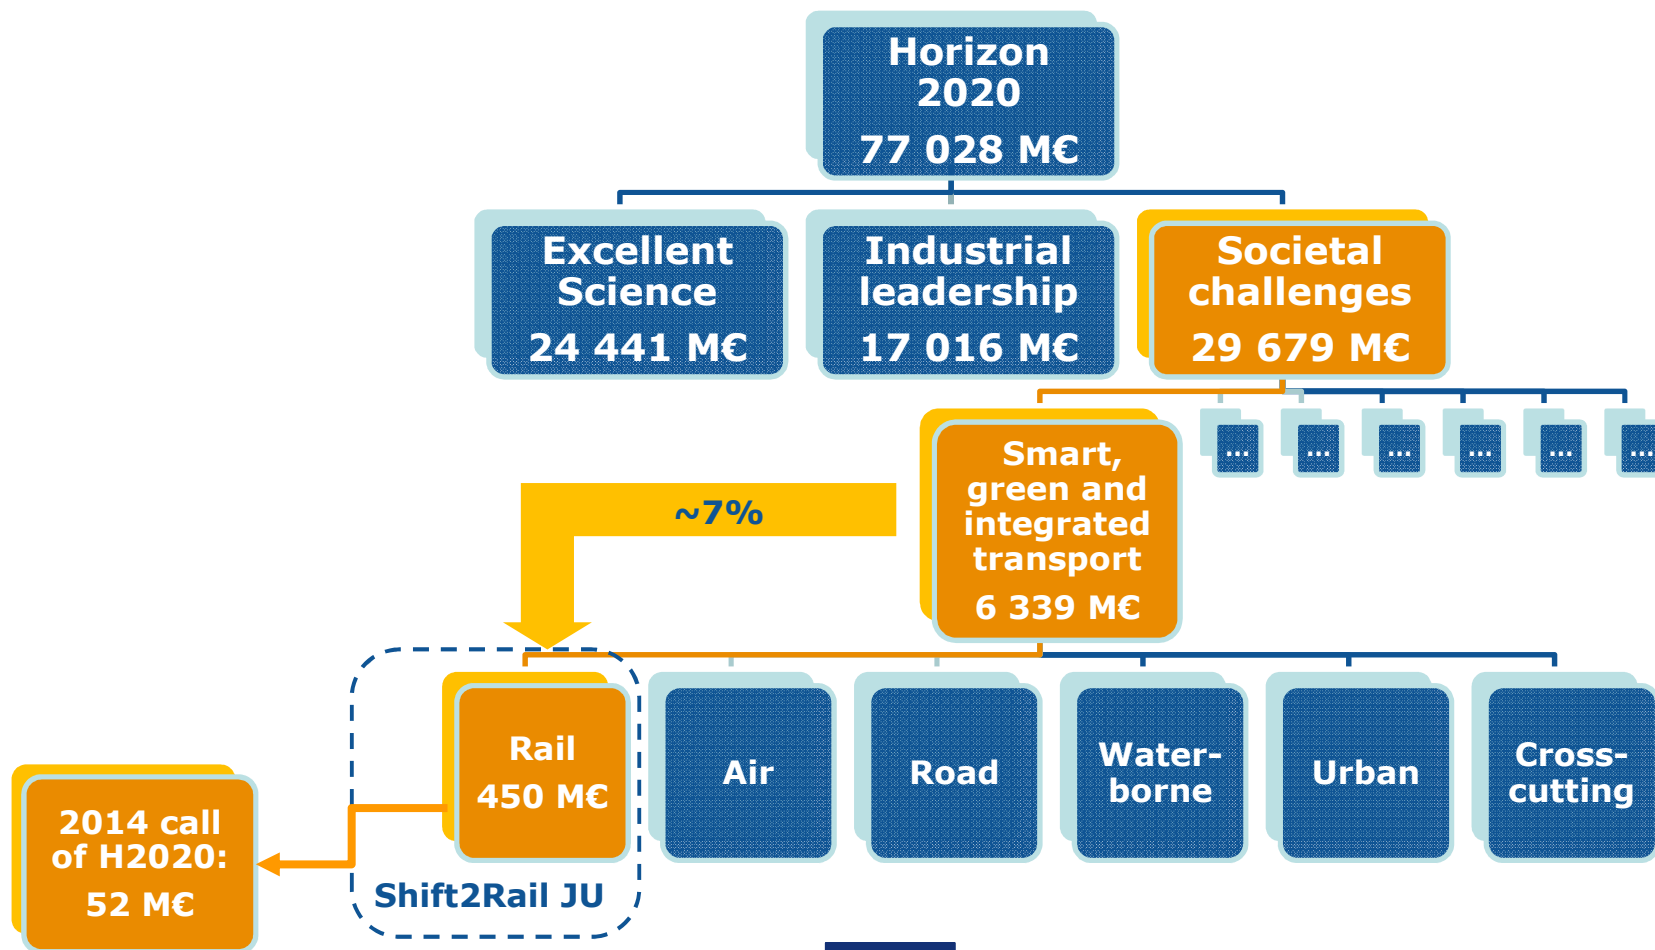 Horizon
2020
77 028 M€
Excellent
Science
24 441 M€
Industrial
leadership
17 016 M€
Societal
challenges
29 679 M€
Smart,
green and
integrated
transport
6 339 M€
...
...
...
...
...
...
~7%
Rail
450 M€
Air
Road
Water-
borne
Urban
Cross-
cutting
2014 call
of H2020:
52 M€
Shift2Rail JU